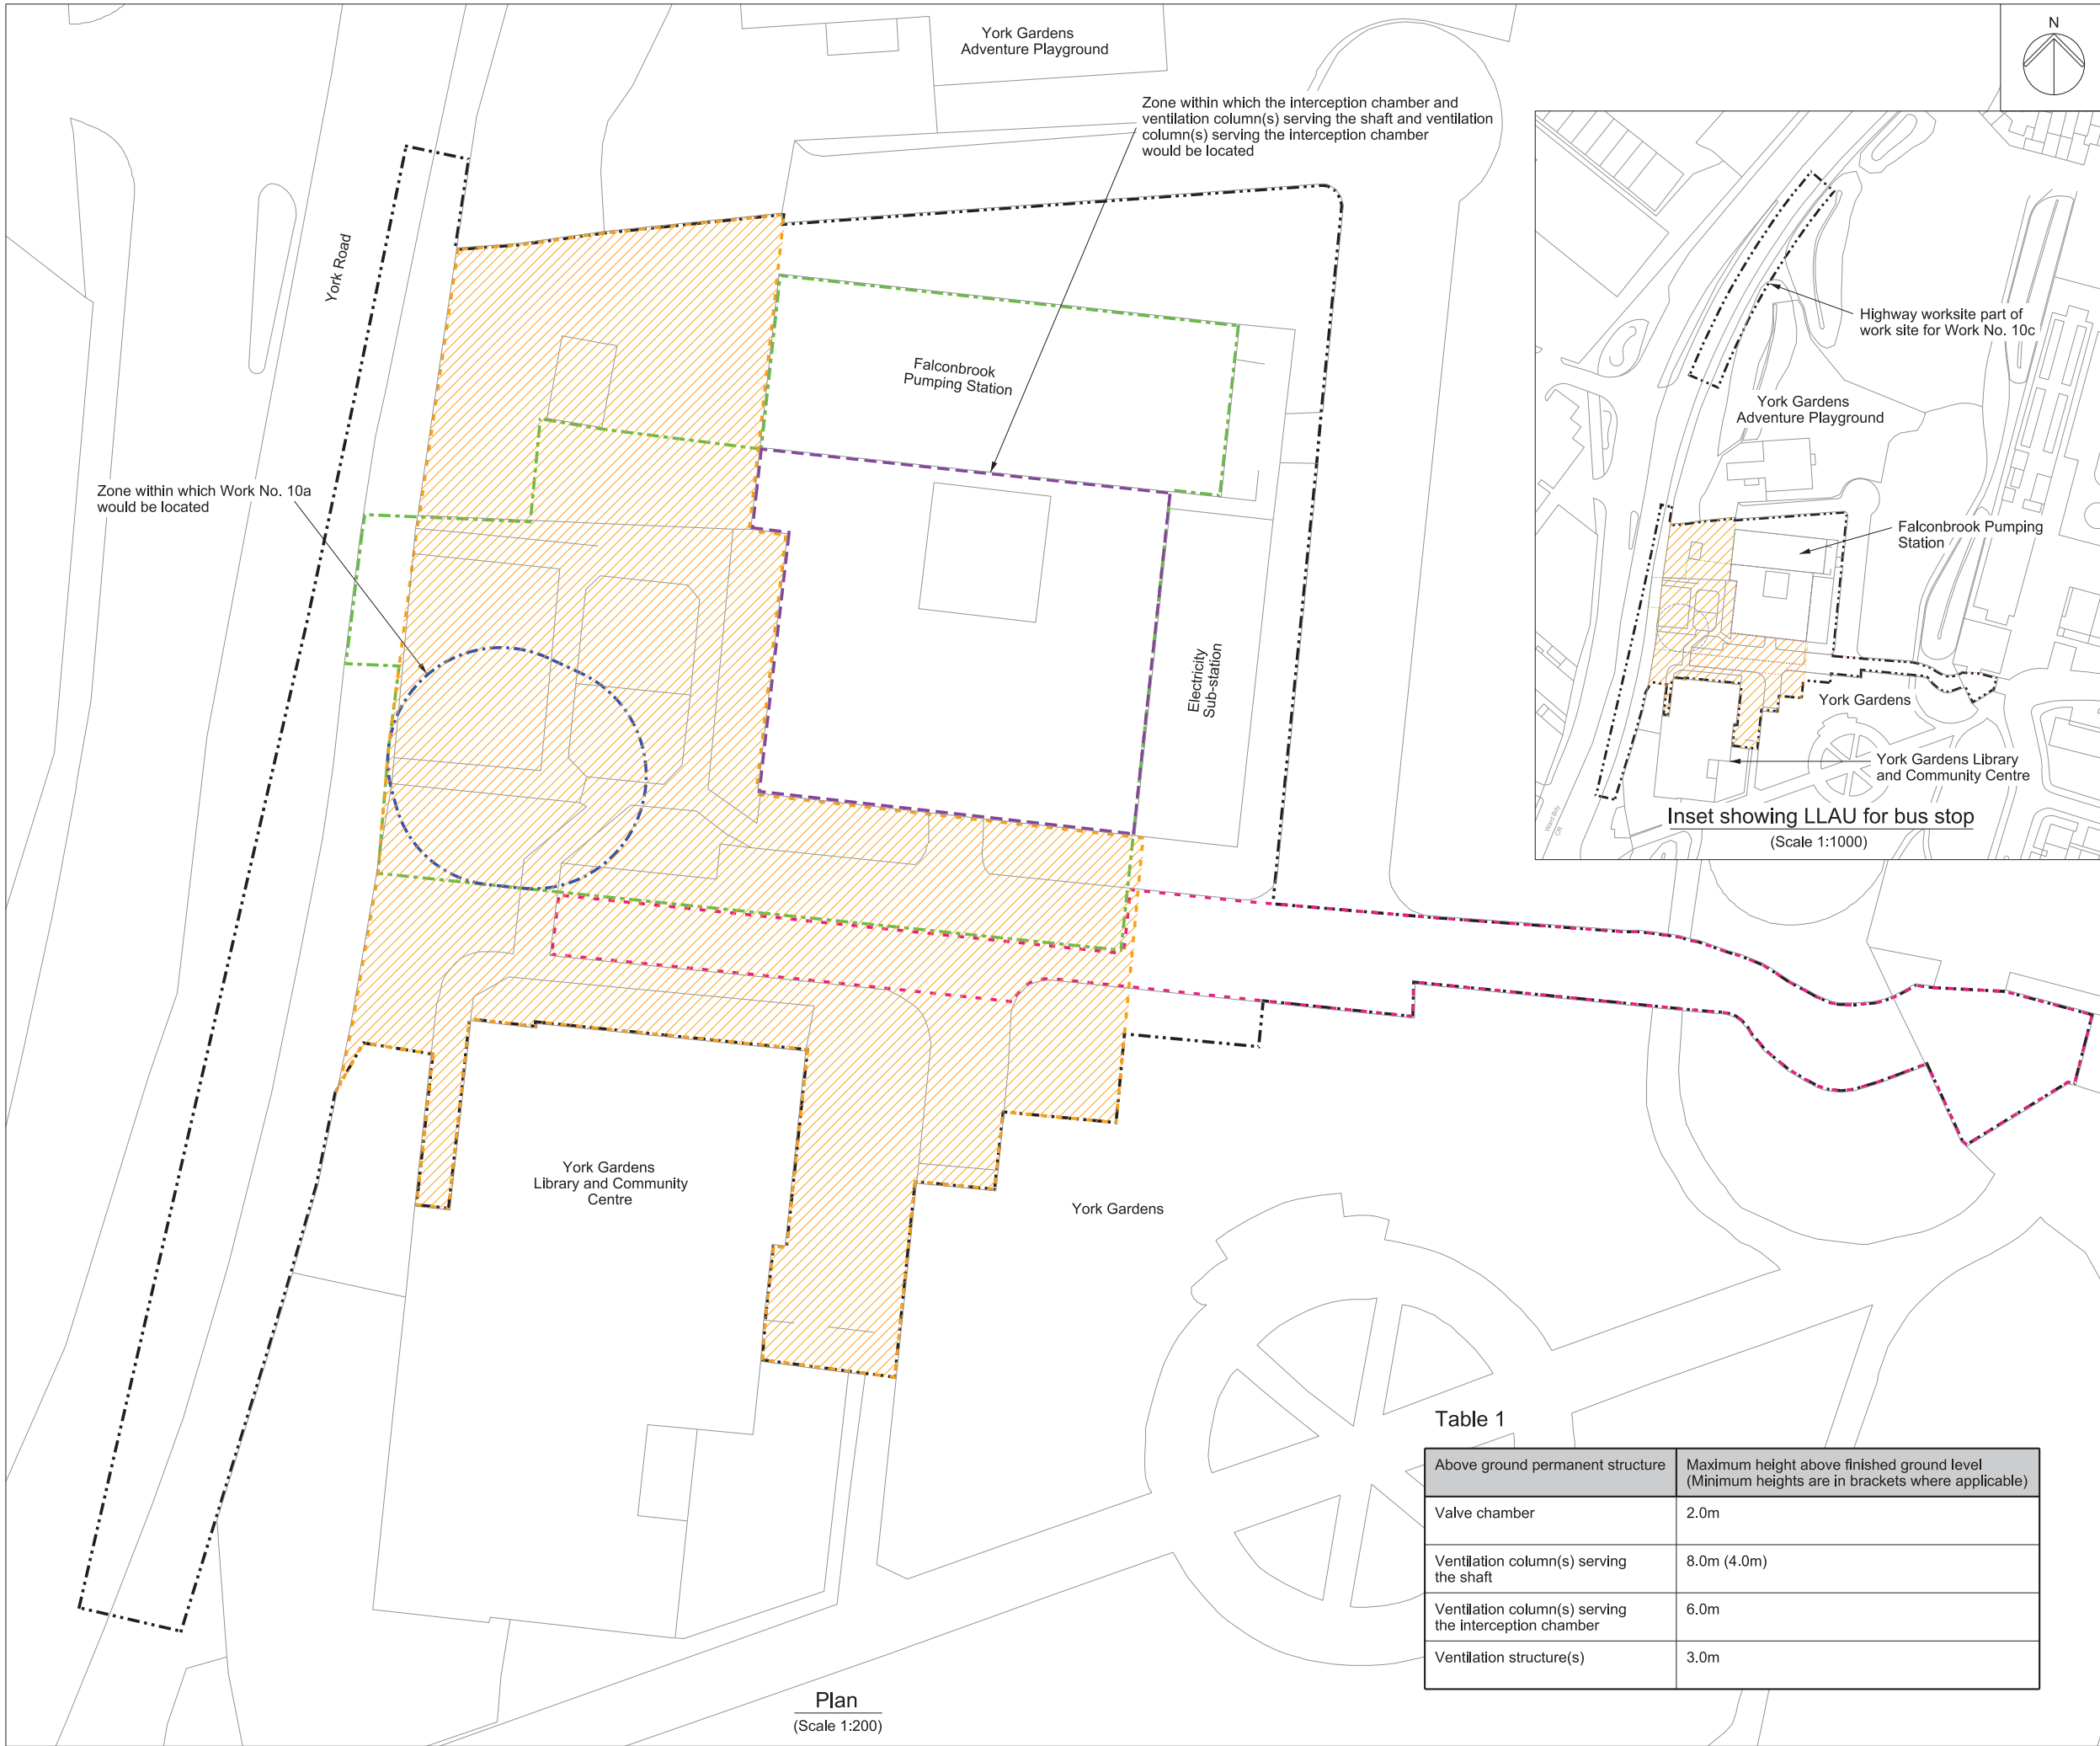 York Gardens
Adventure Playground
N
Zone within which the interception chamber and
ventilation column(s) serving the shaft and ventilation
column(s) serving the interception chamber
would be located
York Road
Falconbrook
Pumping Station
Zone within which Work No. 10a
would be located
Electricity
Sub-station
York Gardens
Library and Community
Centre
York Gardens
Highway worksite part of
work site for Work No. 10c
York Gardens
Adventure Playground
Falconbrook Pumping
Station
York Gardens
York Gardens Library
and Community Centre
Ward Bdy
CR
Inset showing LLAU for bus stop
(Scale 1:1000)
Table 1
Above ground permanent structure
Maximum height above finished ground level
(Minimum heights are in brackets where applicable)
Valve chamber
2.0m
Ventilation column(s) serving
the shaft
8.0m (4.0m)
Ventilation column(s) serving
the interception chamber
6.0m
Ventilation structure(s)
3.0m
Plan
(Scale 1:200)